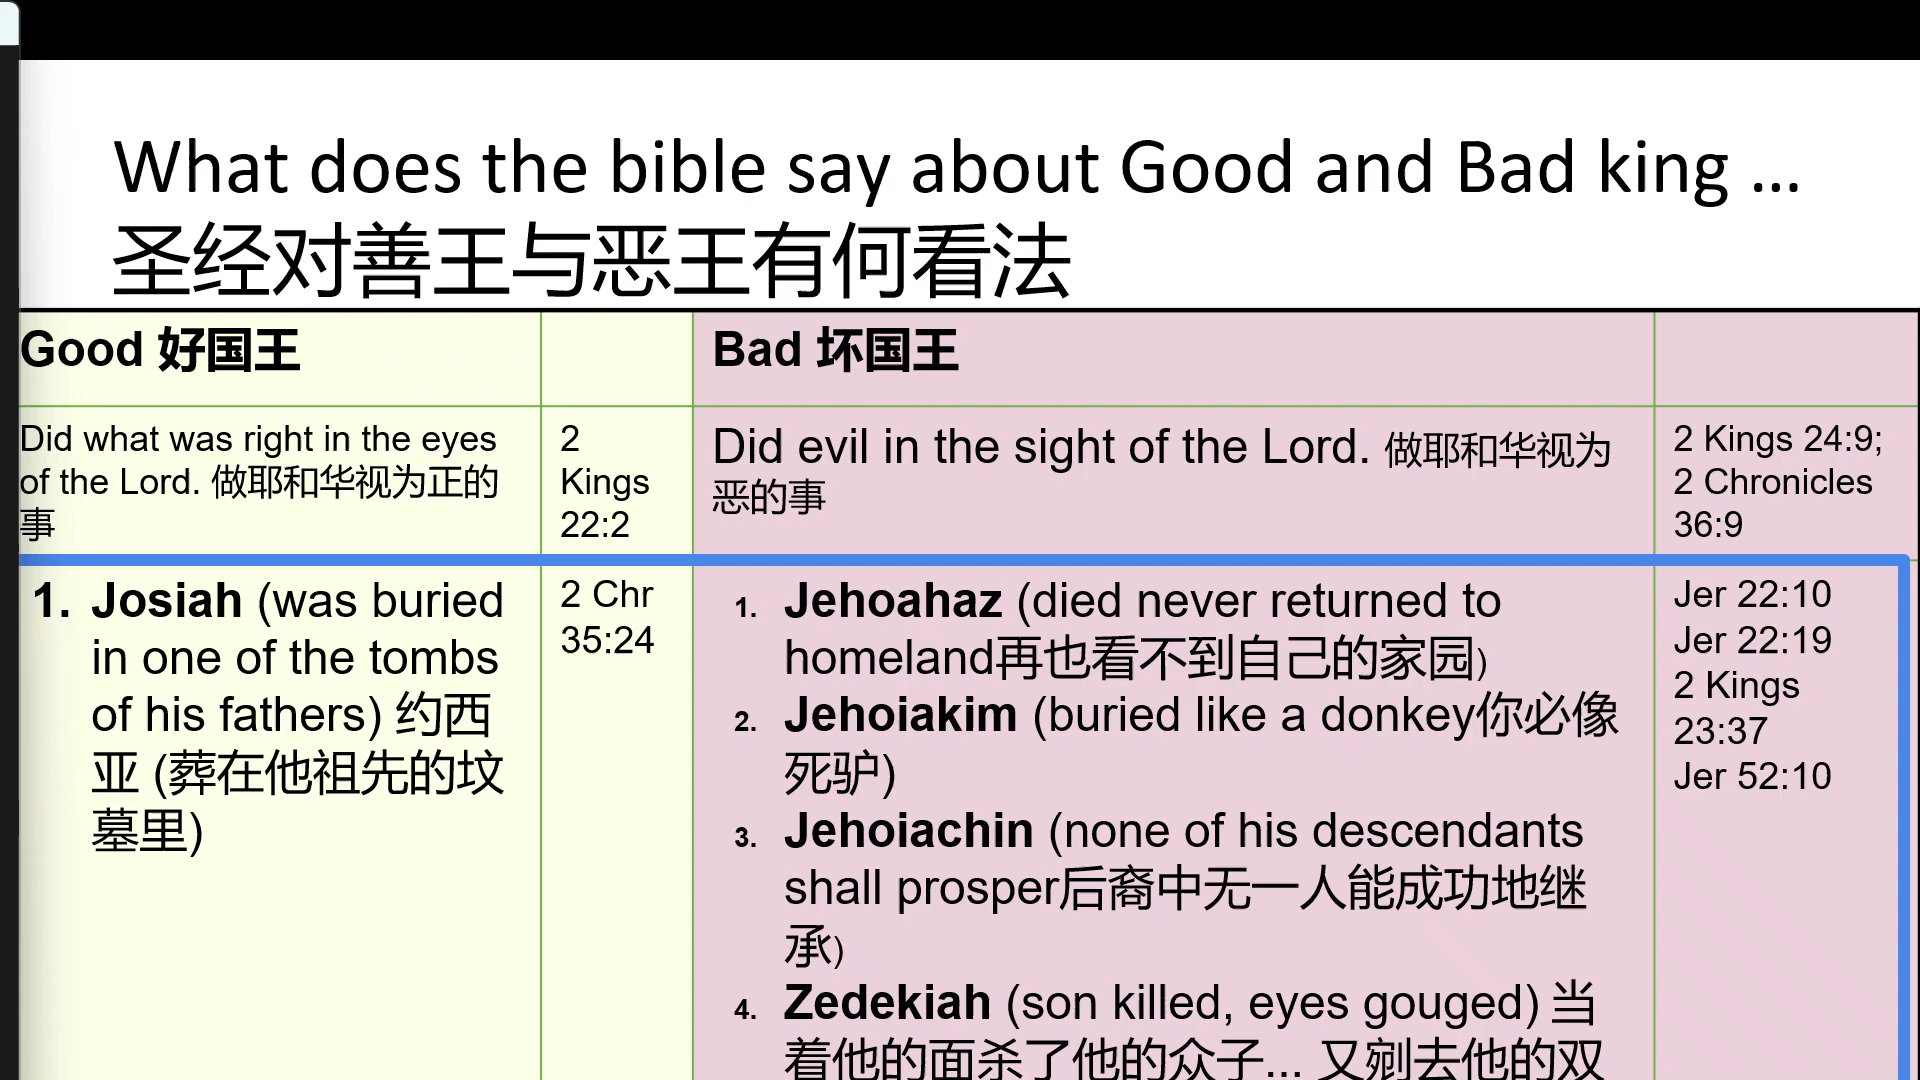 What does the bible say about Good and Bad king ...
圣经对善王与恶王有何看法
Good 好国王
Bad 坏国王
Did what was right in the eyes
of the Lord. 做耶和华视为正的
事
2
Kings
22:2
Did evil in the sight of the Lord. 做耶和华视为
恶的事
2 Kings 24:9;
2 Chronicles
36:9
1. Josiah (was buried
in one of the tombs
of his fathers) 约西
亚 (葬在他祖先的坟
墓里)
2 Chr
35:24
1. Jehoahaz (died never returned to
homeland再也看不到自己的家园)
2. Jehoiakim (buried like a donkey你必像
死驴)
3. Jehoiachin (none of his descendants
shall prosper后裔中无一人能成功地继
承)
4. Zedekiah (son killed, eyes gouged) 当
着他的面杀了他的众子... 又剜去他的双
Jer 22:10
Jer 22:19
2 Kings
23:37
Jer 52:10